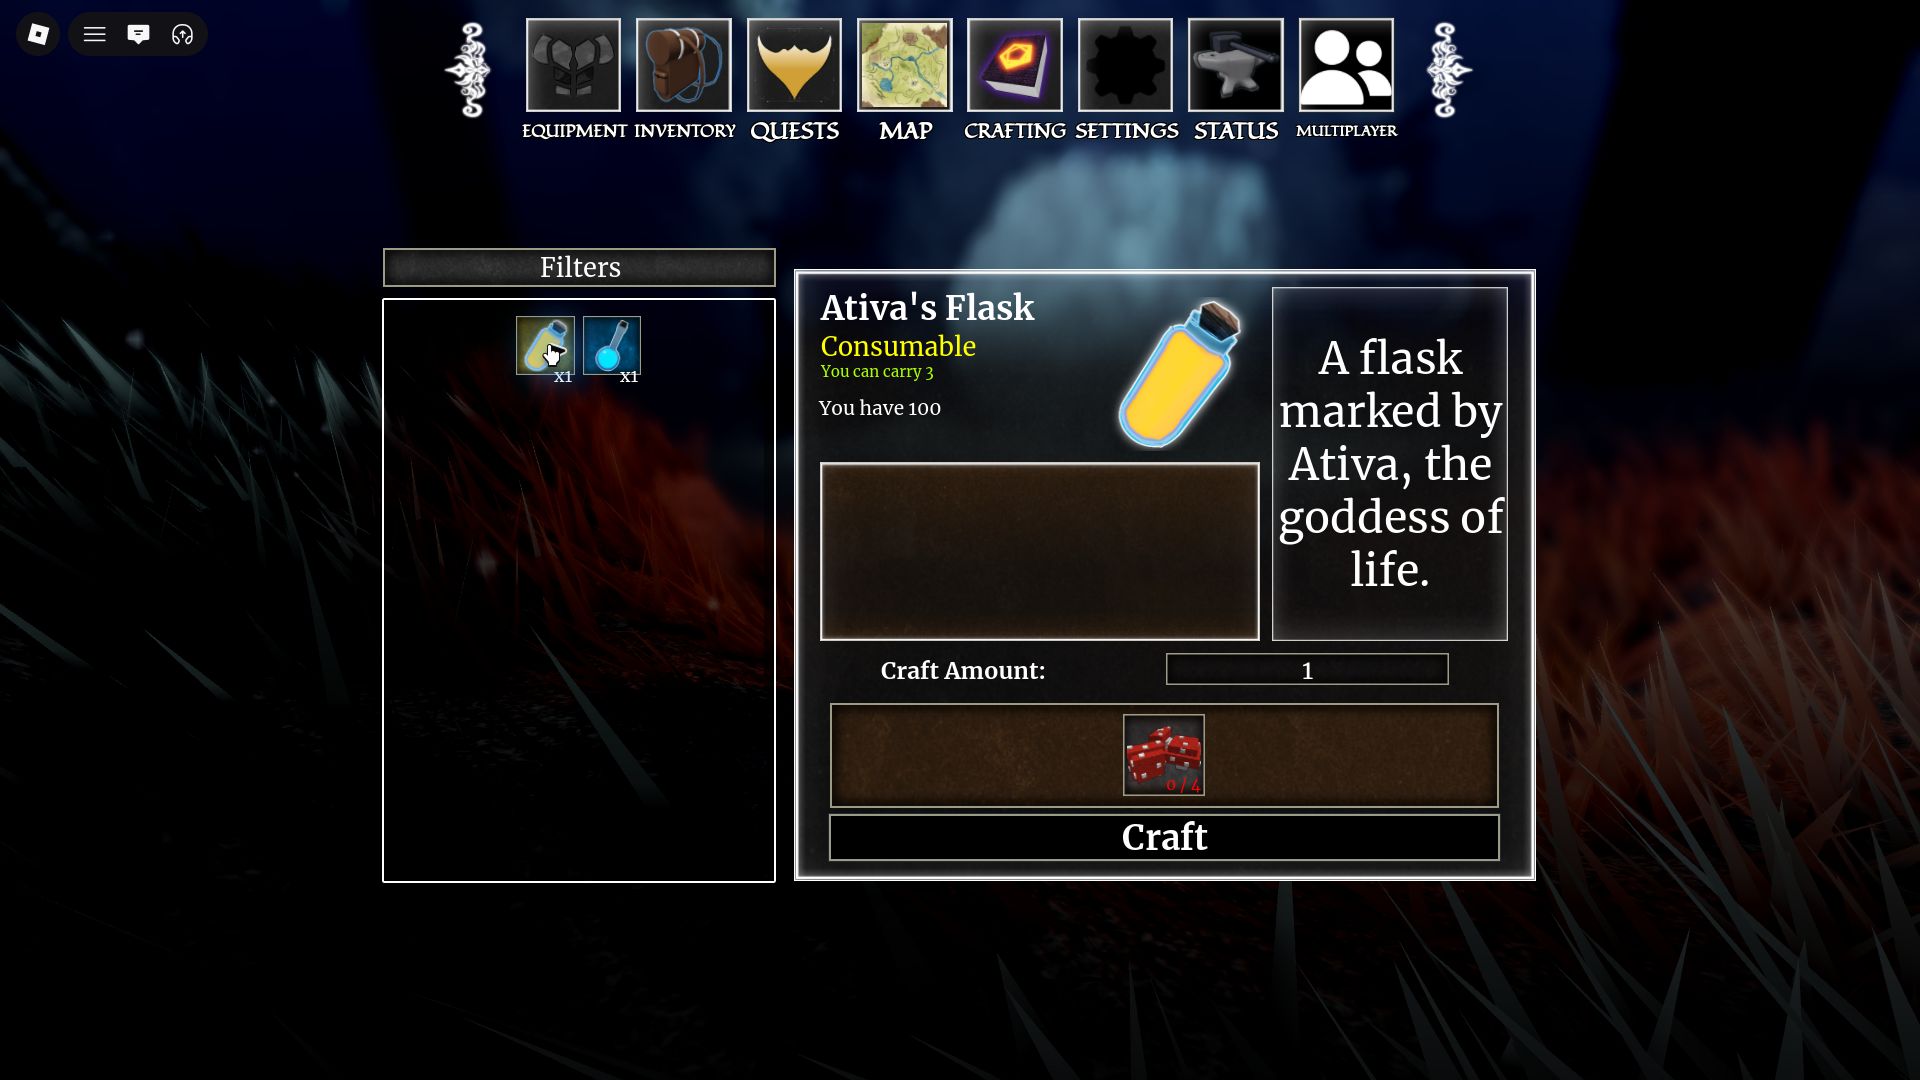 EQUIPMENT INVENTORY QUESTS MAP CRAFTING SETTINGS STATUS MULTIPLAYER
Filters
x1 x1
Ativa's Flask
Consumable
You can carry 3
You have 100
A flask
marked by
Ativa, the
goddess of
life.
Craft Amount: 1
0 / 4
Craft